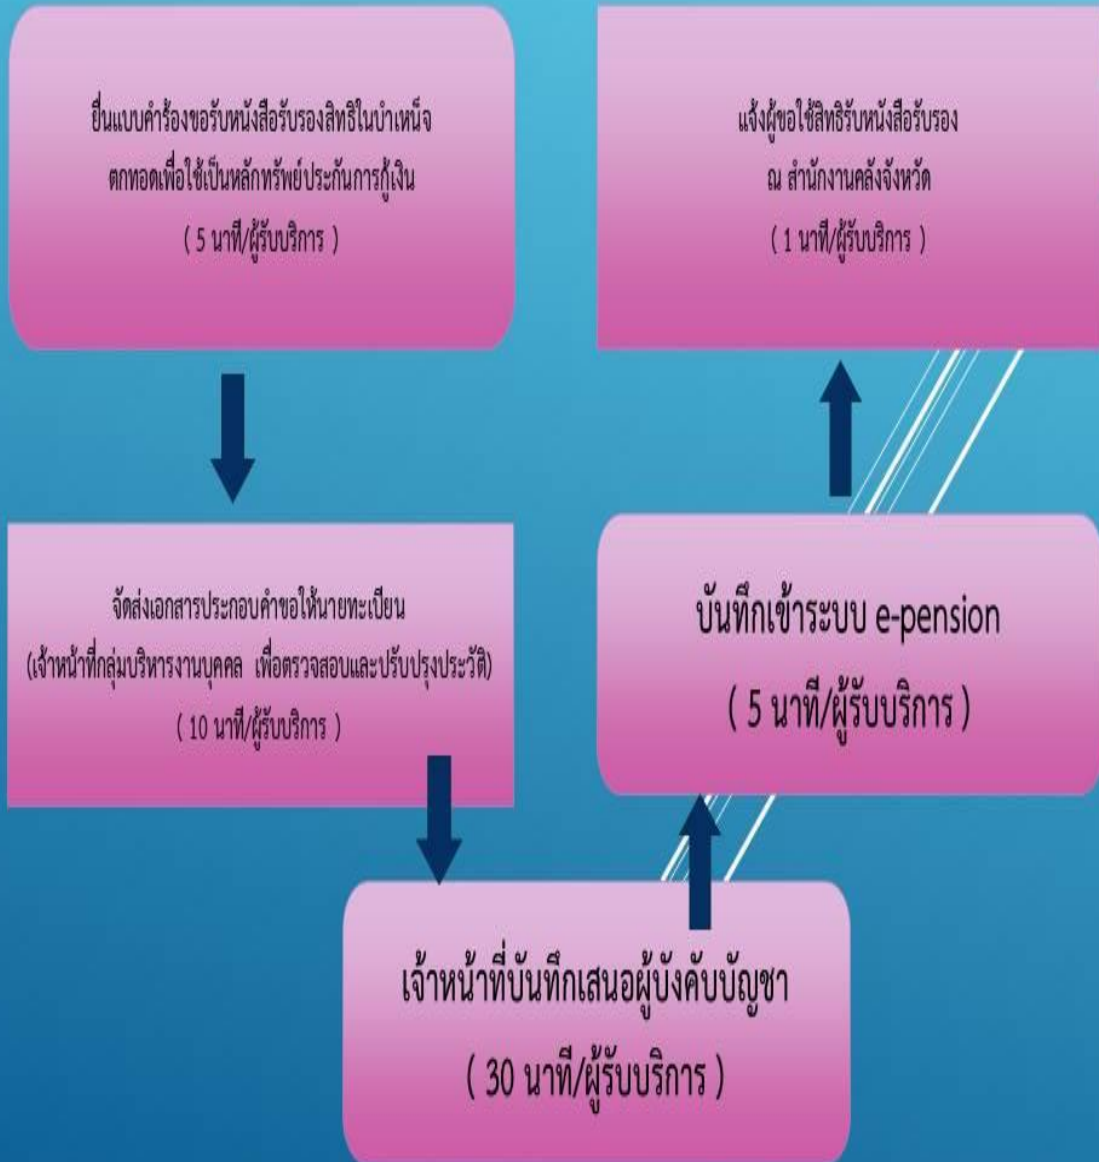 ยื่นแบบคำร้องขอรับหนังสือรับรองสิทธิในบำเหน็จ
ตกทอดเพื่อใช้เป็นหลักทรัพย์ประกันการกู้เงิน
( 5 นาที/ผู้รับบริการ )
จัดส่งเอกสารประกอบคำขอให้นายทะเบียน
(เจ้าหน้าที่กลุ่มบริหารงานบุคคล เพื่อตรวจสอบและปรับปรุงประวัติ)
( 10 นาที/ผู้รับบริการ )
เจ้าหน้าที่บันทึกเสนอผู้บังคับบัญชา
( 30 นาที/ผู้รับบริการ )
บันทึกเข้าระบบ e-pension
( 5 นาที/ผู้รับบริการ )
แจ้งผู้ขอใช้สิทธิรับหนังสือรับรอง
ณ สำนักงานคลังจังหวัด
( 1 นาที/ผู้รับบริการ )